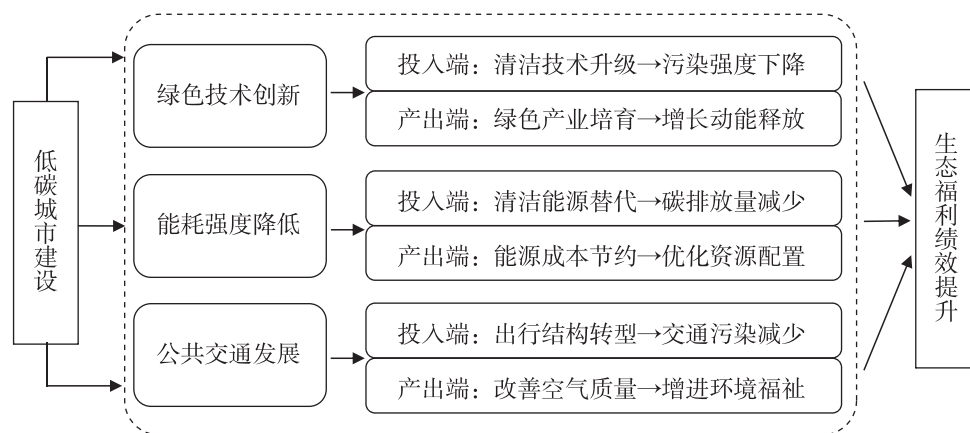 低碳城市建设
绿色技术创新
投入端：清洁技术升级→污染强度下降
产出端：绿色产业培育→增长动能释放
能耗强度降低
投入端：清洁能源替代→碳排放量减少
产出端：能源成本节约→优化资源配置
公共交通发展
投入端：出行结构转型→交通污染减少
产出端：改善空气质量→增进环境福祉
生态福利绩效提升